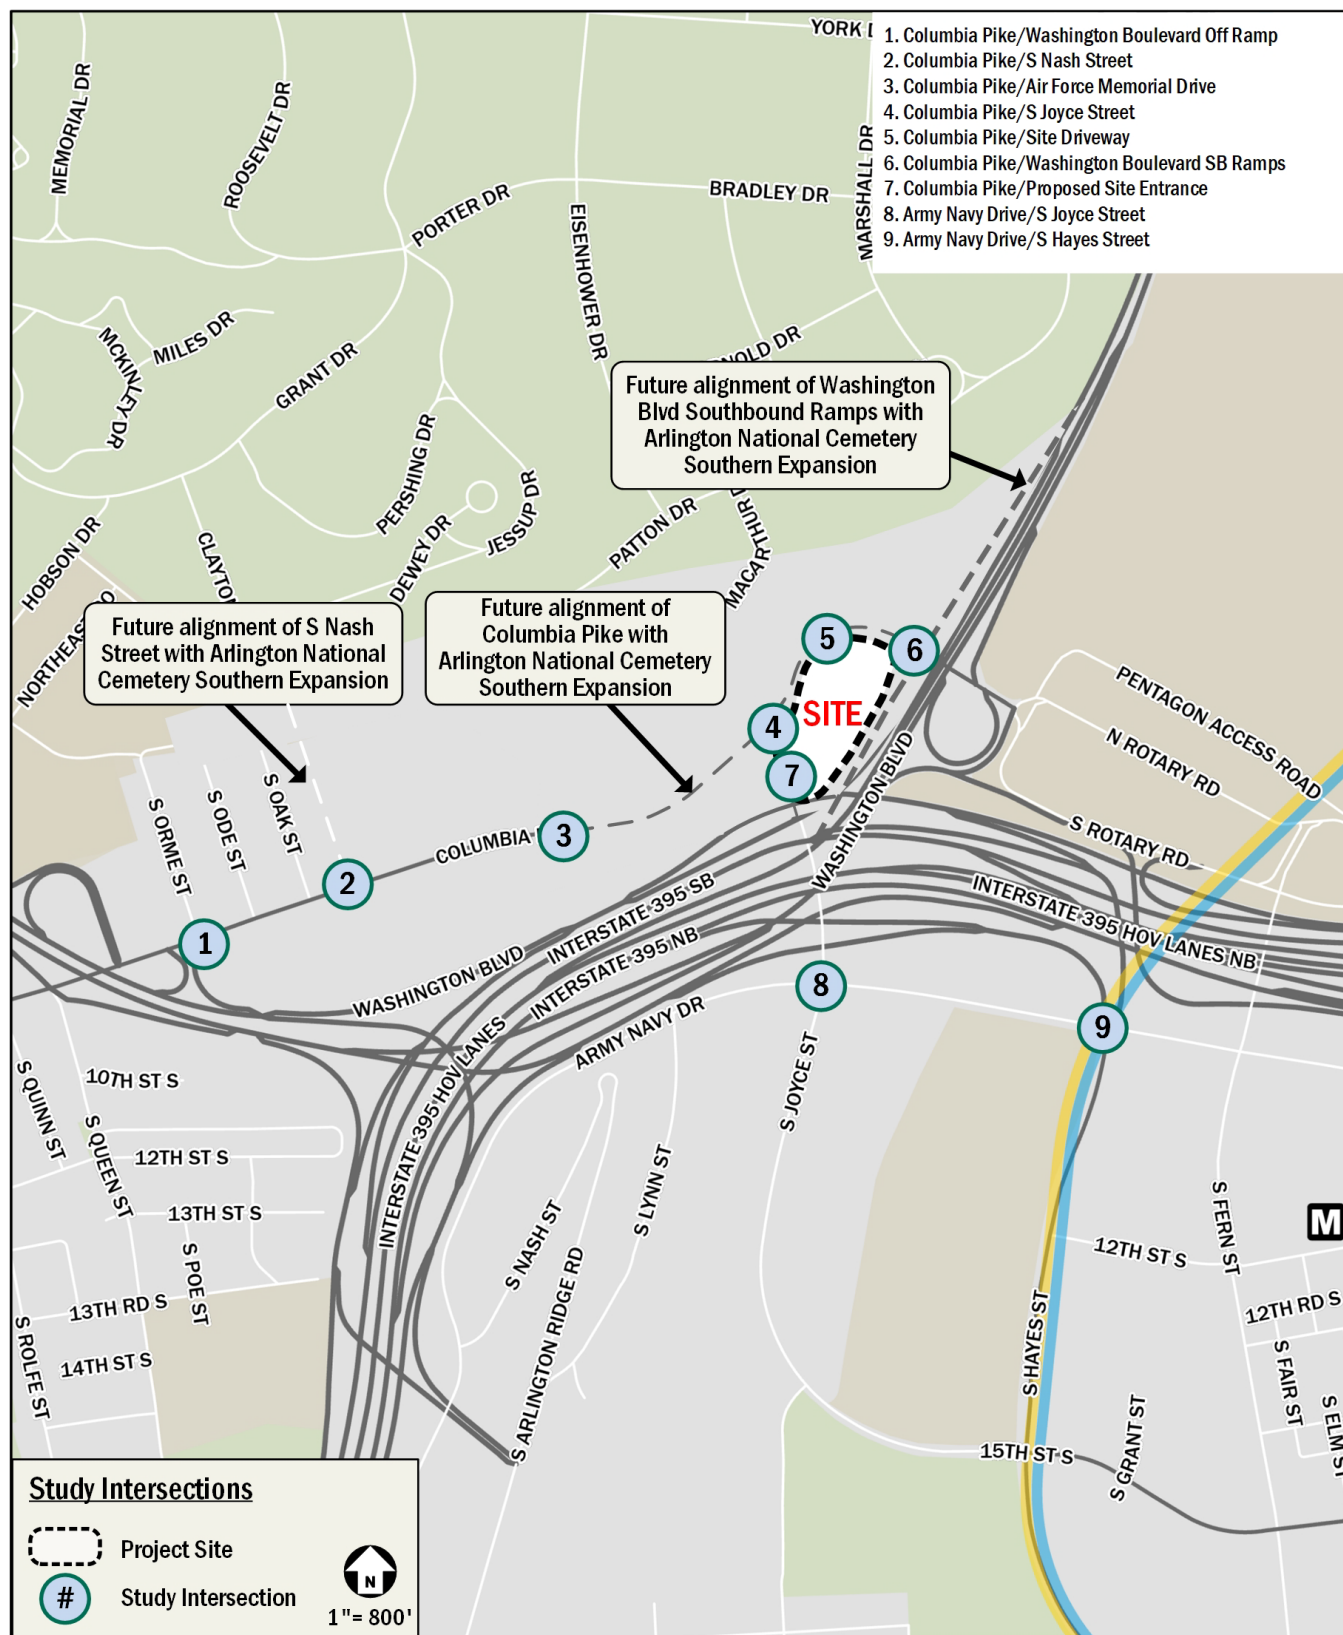 YORK D
1. Columbia Pike/Washington Boulevard Off Ramp
2. Columbia Pike/S Nash Street
3. Columbia Pike/Air Force Memorial Drive
4. Columbia Pike/S Joyce Street
5. Columbia Pike/Site Driveway
6. Columbia Pike/Washington Boulevard SB Ramps
7. Columbia Pike/Proposed Site Entrance
8. Army Navy Drive/S Joyce Street
9. Army Navy Drive/S Hayes Street
MEMORIAL DR
ROOSEVELT DR
PORTER DR
BRADLEY DR
MARSHALL DR
EISENHOWER DR
MILES DR
MCKINLEY DR
GRANT DR
NOLD DR
Future alignment of Washington
Blvd Southbound Ramps with
Arlington National Cemetery
Southern Expansion
PERSHING DR
JESSUP DR
DEWEY DR
PATTON DR
MACARTHUR D
HOBSON DR
CLAYTO
NORTHEAST
Future alignment of S Nash
Street with Arlington National
Cemetery Southern Expansion
Future alignment of
Columbia Pike with
Arlington National Cemetery
Southern Expansion
5
6
SITE
4
7
3
2
1
PENTAGON ACCESS ROAD
N ROTARY RD
S ROTARY RD
WASHINGTON BLVD
S ORME ST
S ODE ST
S OAK ST
COLUMBIA
INTERSTATE 395 SB
INTERSTATE 395 NB
INTERSTATE 395 HOV LANES NB
WASHINGTON BLVD
INTERSTATE 395 HOV LANES
ARMY NAVY DR
8
9
S QUINN ST
10TH ST S
S QUEEN ST
12TH ST S
13TH ST S
S POE ST
13TH RD S
14TH ST S
S ROLFE ST
S NASH ST
S LYNN ST
S ARLINGTON RIDGE RD
S JOYCE ST
S HAYES ST
12TH ST S
S FERN ST
M
12TH RD S
S FAIR ST
S ELM ST
15TH ST S
S GRANT ST
Study Intersections
Project Site
# Study Intersection
N
1"= 800'